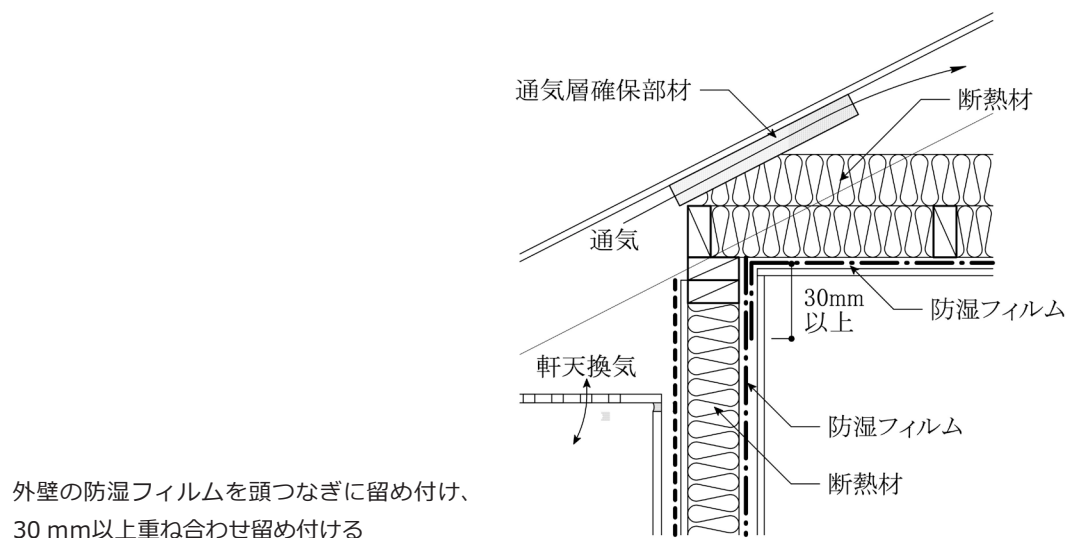 通気層確保部材
断熱材
通気
30mm
以上
防湿フィルム
軒天換気
防湿フィルム
断熱材
外壁の防湿フィルムを頭つなぎに留め付け、
30 mm以上重ね合わせ留め付ける